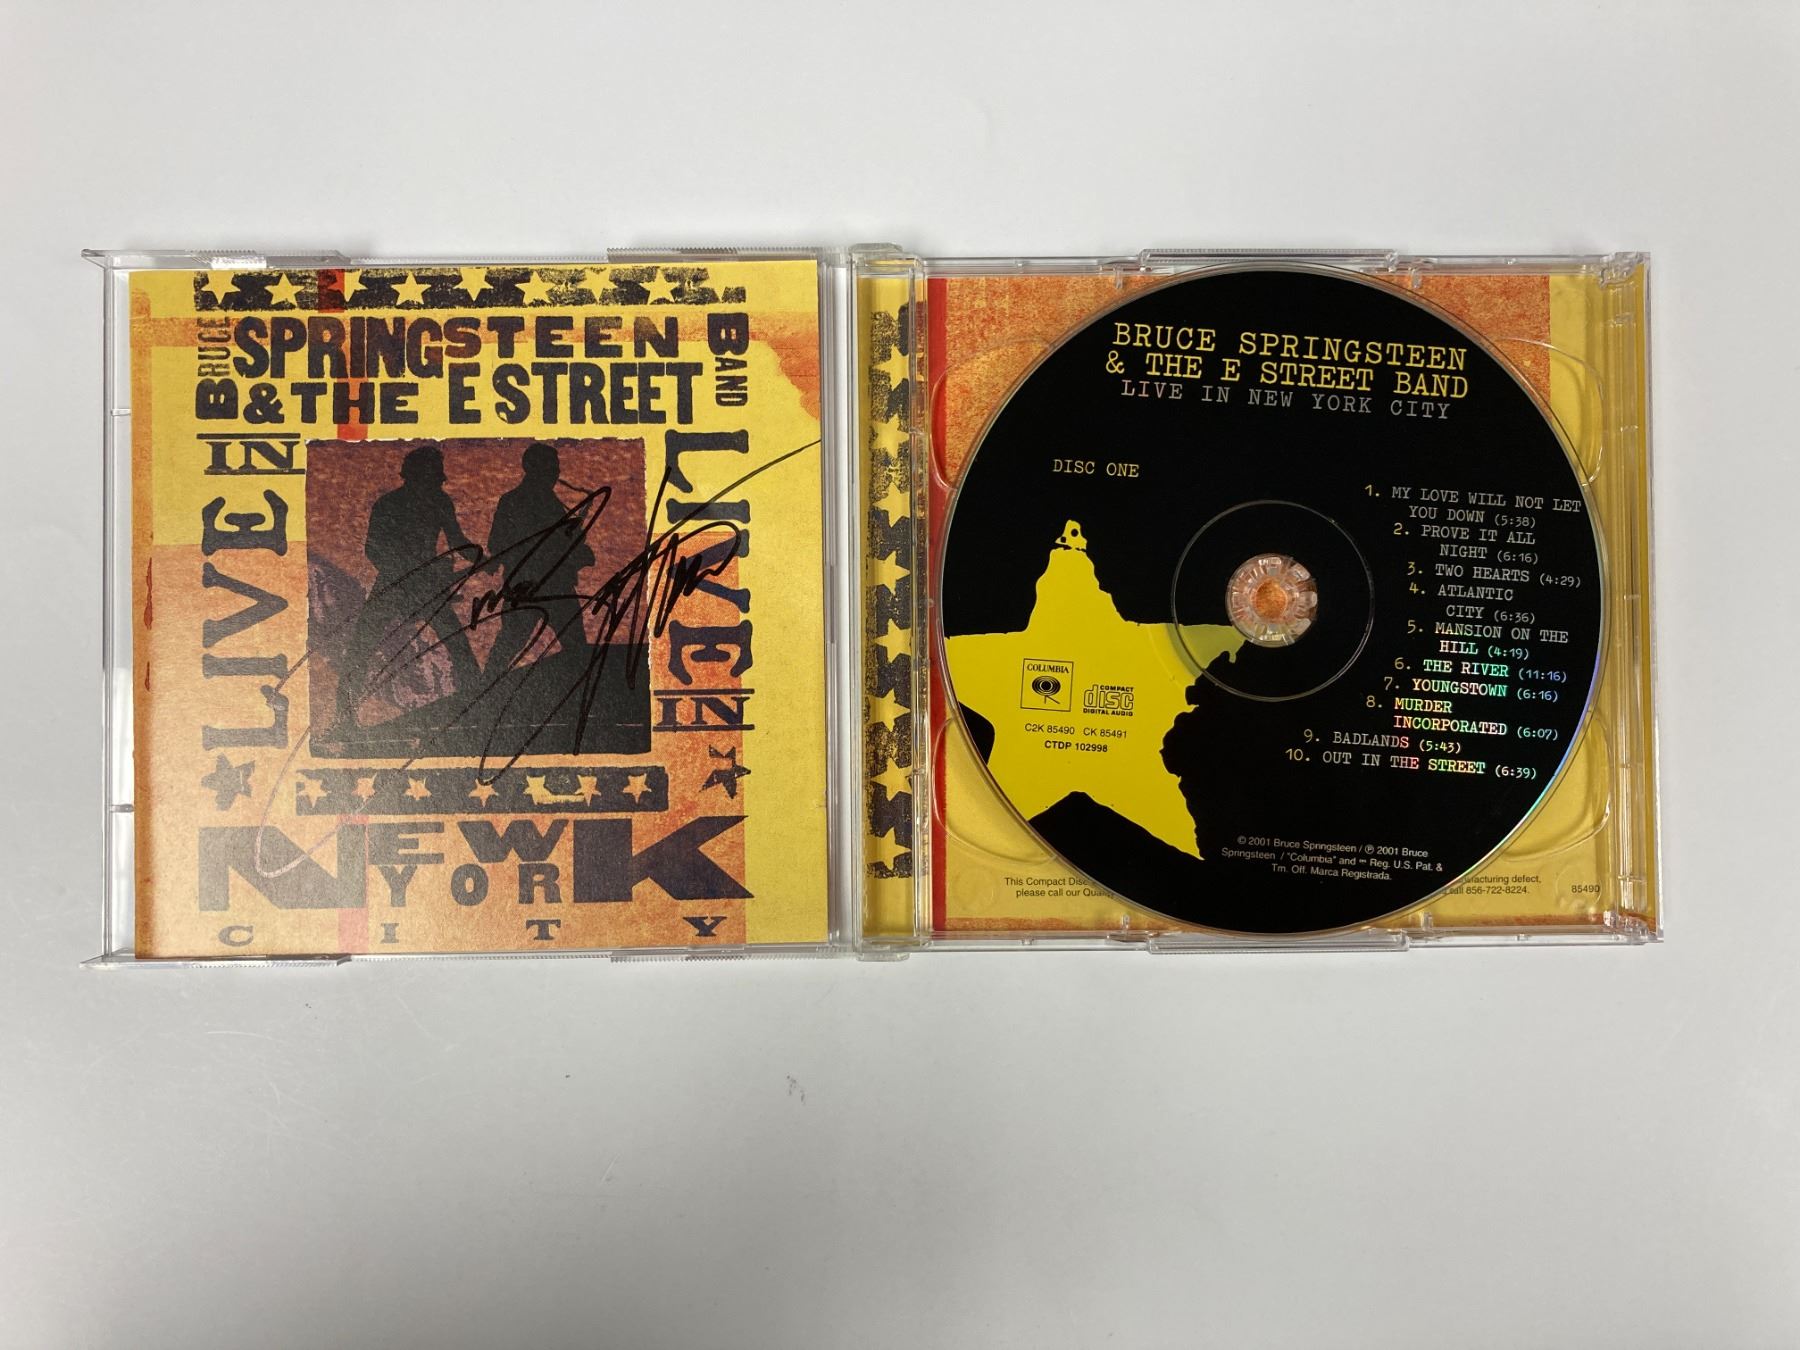 BRUCE
SPRINGSTEEN
& THE E STREET
BAND
LIVE IN
LIVE IN
NEW
YORK
CITY
BRUCE SPRINGSTEEN
& THE E STREET BAND
LIVE IN NEW YORK CITY
DISC ONE
1. MY LOVE WILL NOT LET
YOU DOWN (5:38)
2. PROVE IT ALL
NIGHT (6:16)
3. TWO HEARTS (4:29)
4. ATLANTIC
CITY (6:36)
5. MANSION ON THE
HILL (4:19)
6. THE RIVER (11:16)
7. YOUNGSTOWN (6:16)
8. MURDER
INCORPORATED (6:07)
9. BADLANDS (5:43)
10. OUT IN THE STREET (6:39)
COLUMBIA
COMPACT
disc
DIGITAL AUDIO
C2K 85490 CK 85491
CTDP 102998
© 2001 Bruce Springsteen / ℗ 2001 Bruce
Springsteen / "Columbia" and Reg. U.S. Pat. &
Tm. Off. Marca Registrada.
This Compact Disc
please call our Quality
manufacturing defect,
call 856-722-8224.
85490